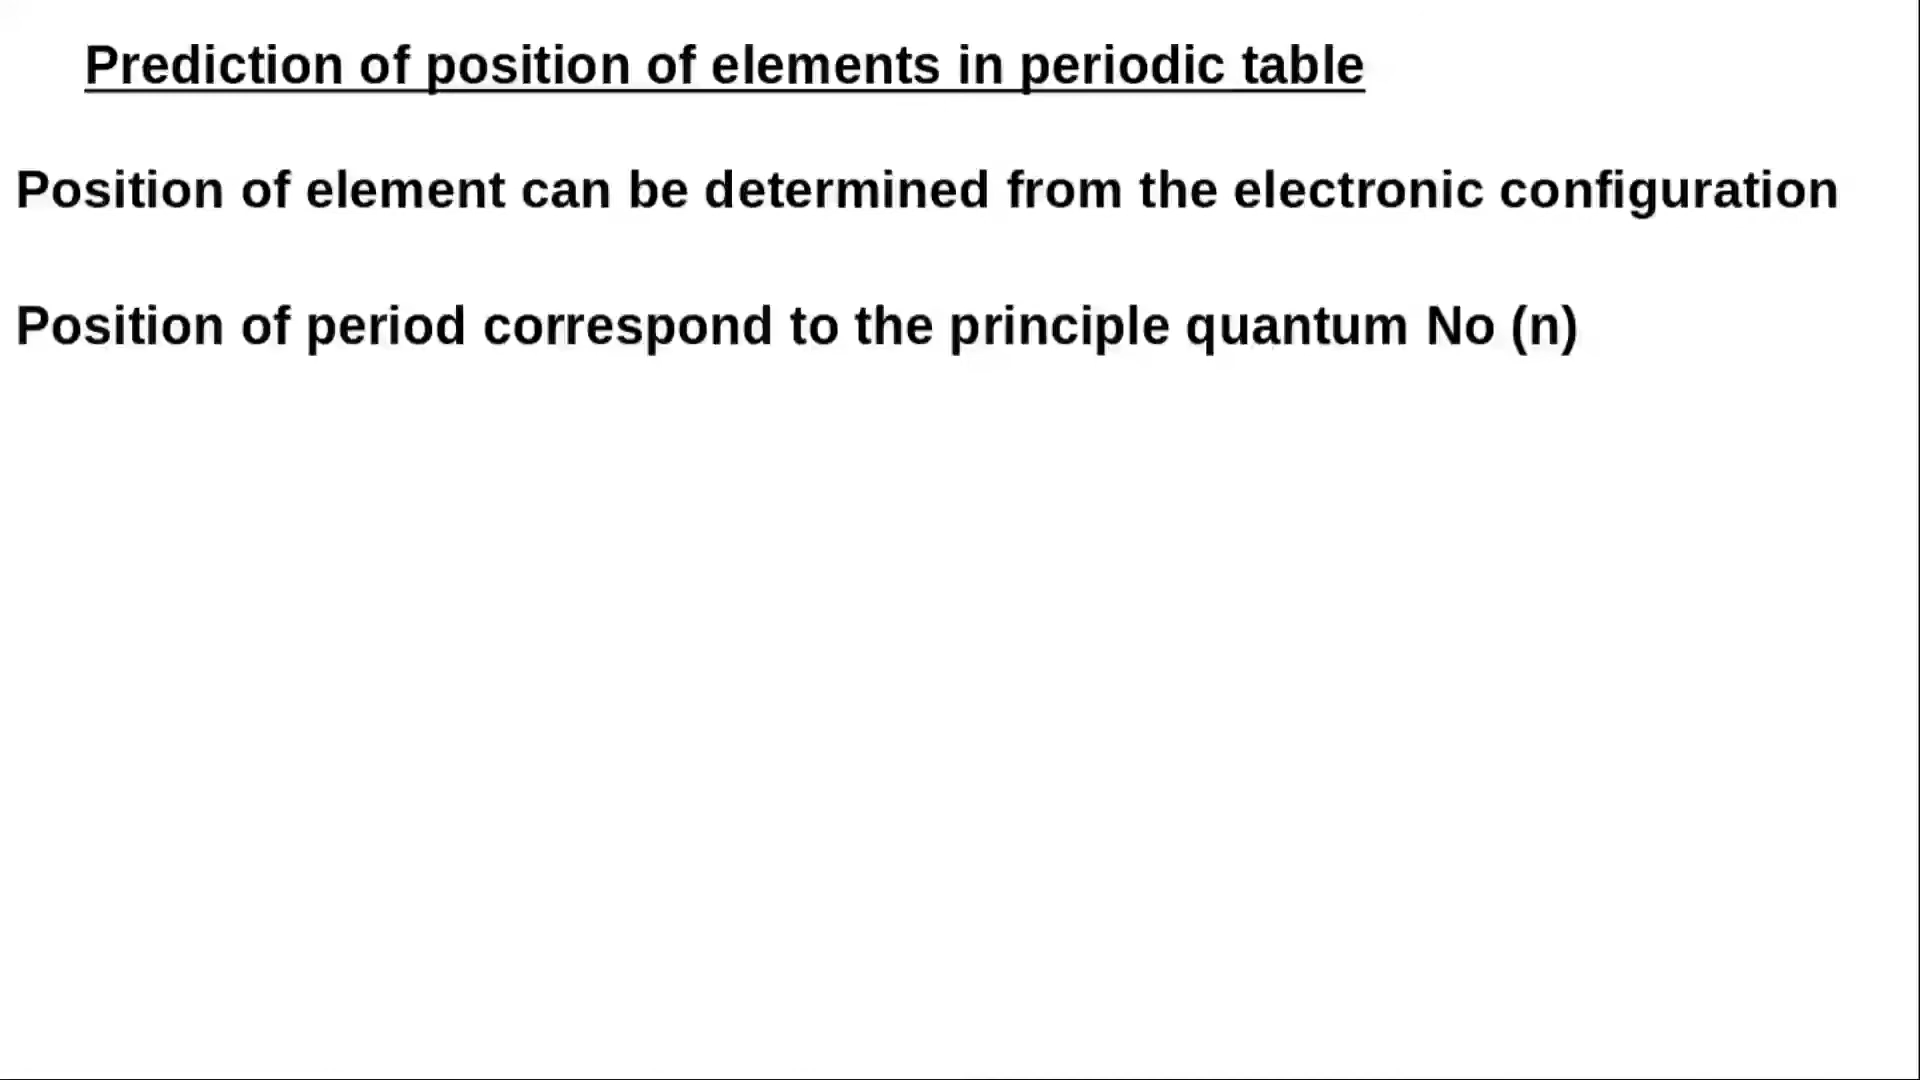 Prediction of position of elements in periodic table
Position of element can be determined from the electronic configuration
Position of period correspond to the principle quantum No (n)